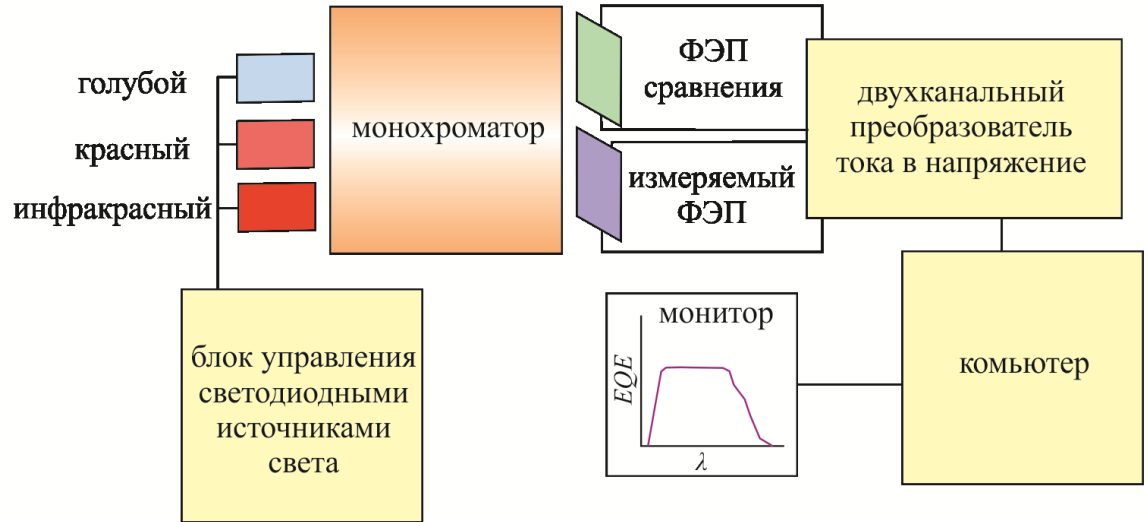 голубой
красный
инфракрасный
монохроматор
ФЭП
сравнения
измеряемый
ФЭП
двухканальный
преобразователь
тока в напряжение
блок управления
светодиодными
источниками
света
монитор
EQE
λ
комьютер